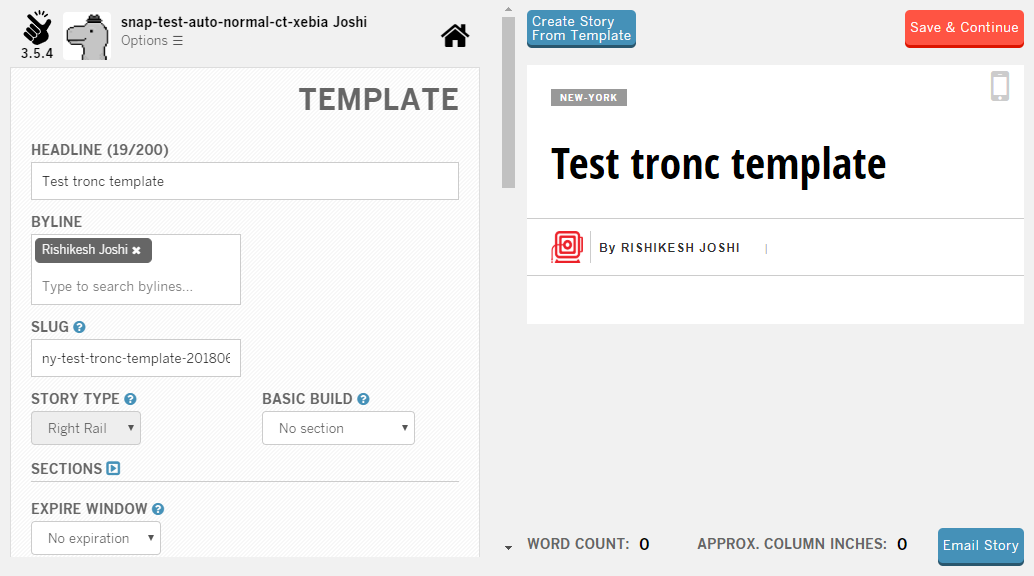 snap-test-auto-normal-ct-xebia Joshi
Options ☰
3.5.4
TEMPLATE
HEADLINE (19/200)
Test tronc template
BYLINE
Rishikesh Joshi ✖
Type to search bylines...
SLUG ?
ny-test-tronc-template-201806
STORY TYPE ?
BASIC BUILD ?
Right Rail
No section
SECTIONS
EXPIRE WINDOW ?
No expiration
Create Story
From Template
Save & Continue
NEW-YORK
Test tronc template
By RISHIKESH JOSHI |
WORD COUNT: 0
APPROX. COLUMN INCHES: 0
Email Story